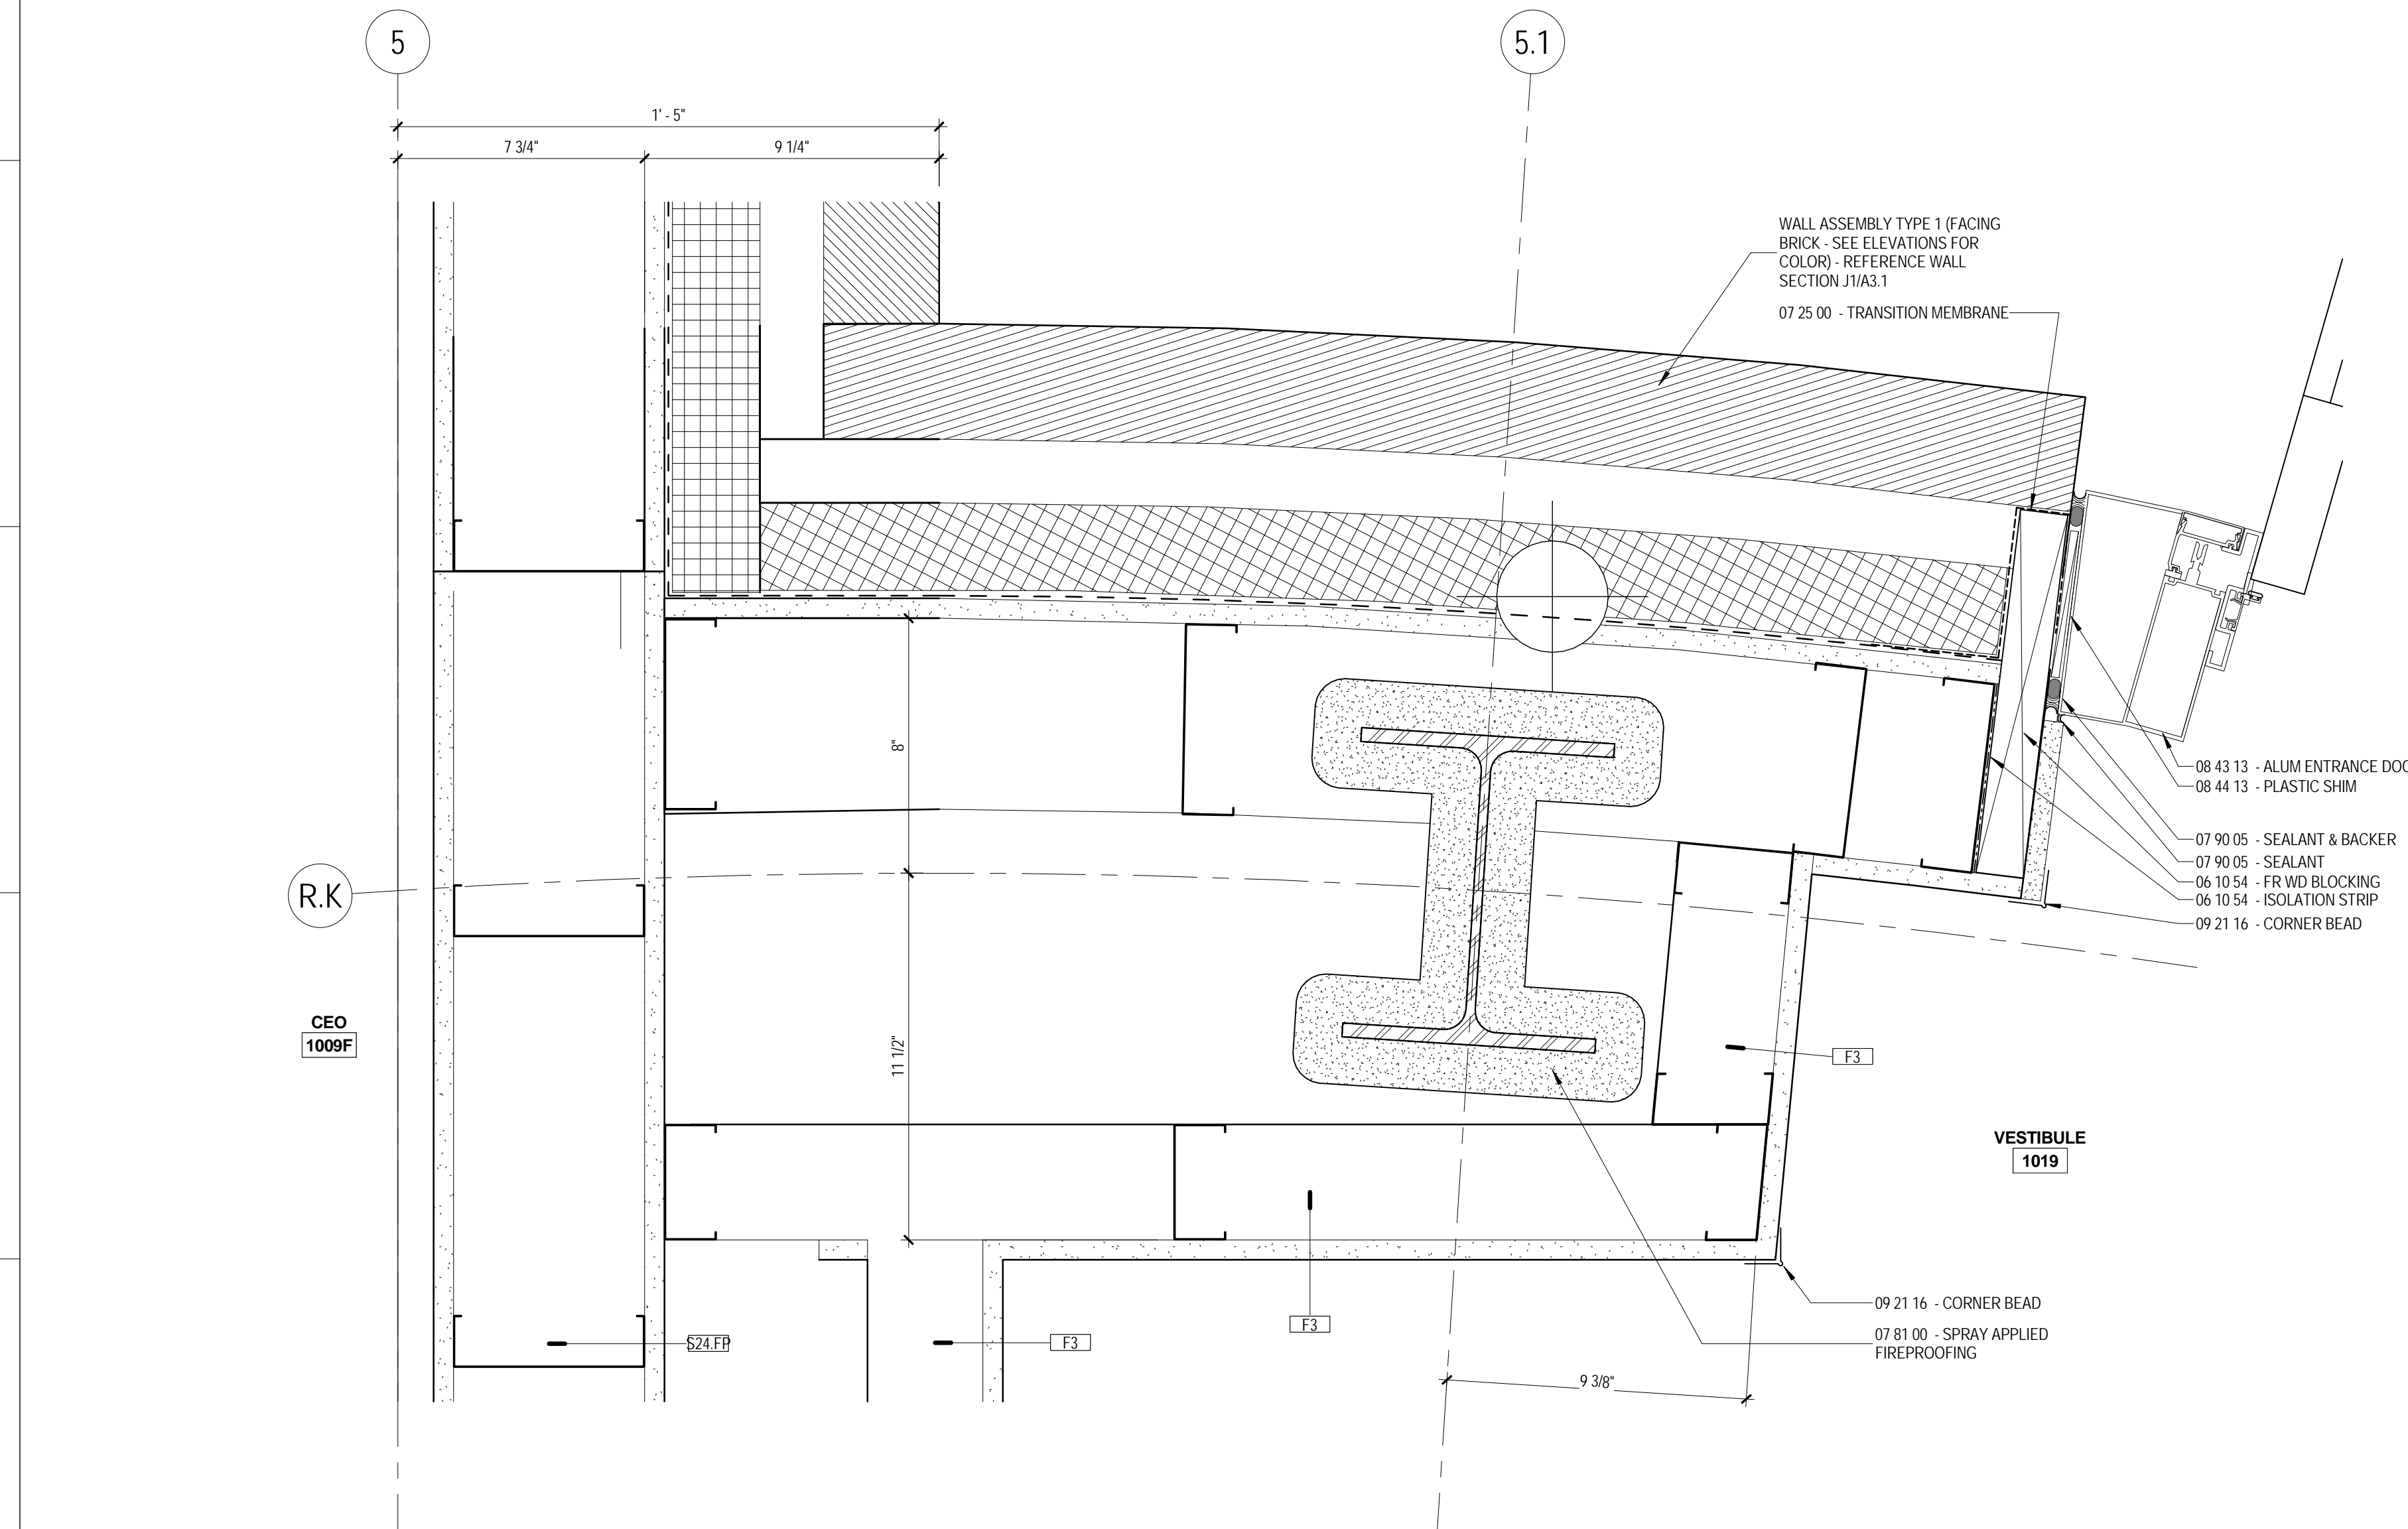 5
5.1
1' - 5"
7 3/4"
9 1/4"
WALL ASSEMBLY TYPE 1 (FACING
BRICK - SEE ELEVATIONS FOR
COLOR) - REFERENCE WALL
SECTION J1/A3.1
07 25 00 - TRANSITION MEMBRANE
8"
08 43 13 - ALUM ENTRANCE DOO
08 44 13 - PLASTIC SHIM
07 90 05 - SEALANT & BACKER
07 90 05 - SEALANT
06 10 54 - FR WD BLOCKING
06 10 54 - ISOLATION STRIP
09 21 16 - CORNER BEAD
R.K
CEO
1009F
11 1/2"
F3
VESTIBULE
1019
09 21 16 - CORNER BEAD
07 81 00 - SPRAY APPLIED
FIREPROOFING
S24.FP
F3
F3
9 3/8"